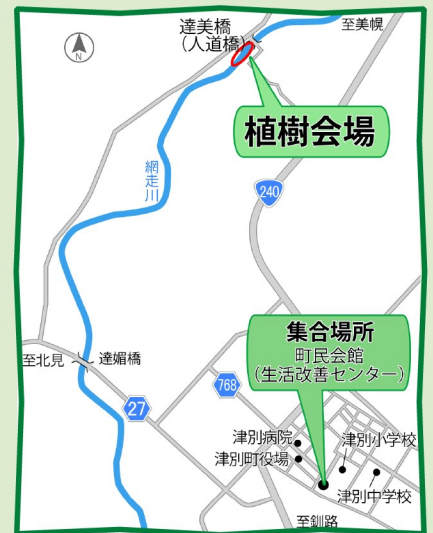 達美橋
(人道橋)
至美幌
N
植樹会場
網走川
240
集合場所
町民会館
(生活改善センター)
至北見
達媚橋
768
27
津別病院
津別小学校
津別町役場
津別中学校
至釧路